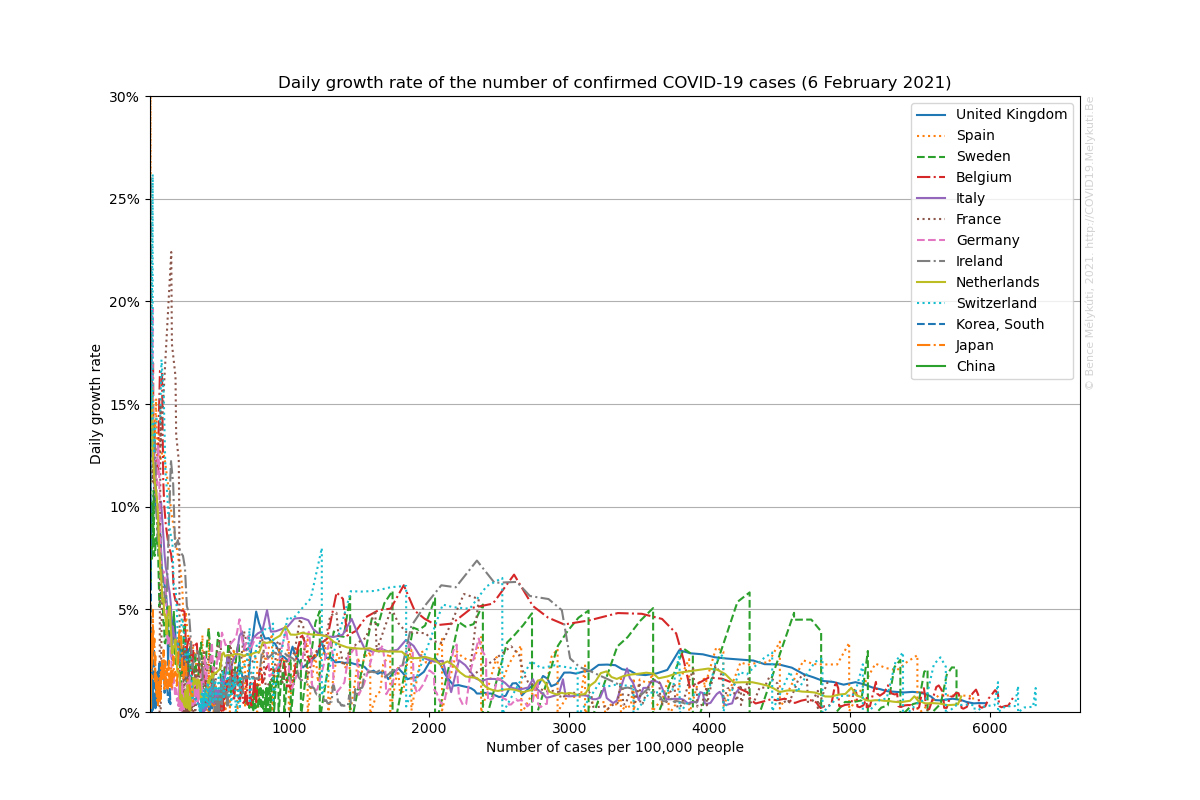 Daily growth rate of the number of confirmed COVID-19 cases (6 February 2021)
30%
25%
20%
15%
10%
5%
0%
Daily growth rate
United Kingdom
Spain
Sweden
Belgium
Italy
France
Germany
Ireland
Netherlands
Switzerland
Korea, South
Japan
China
© Bence Mélykúti, 2021  http://COVID19.Melykuti.Be
1000
2000
3000
4000
5000
6000
Number of cases per 100,000 people